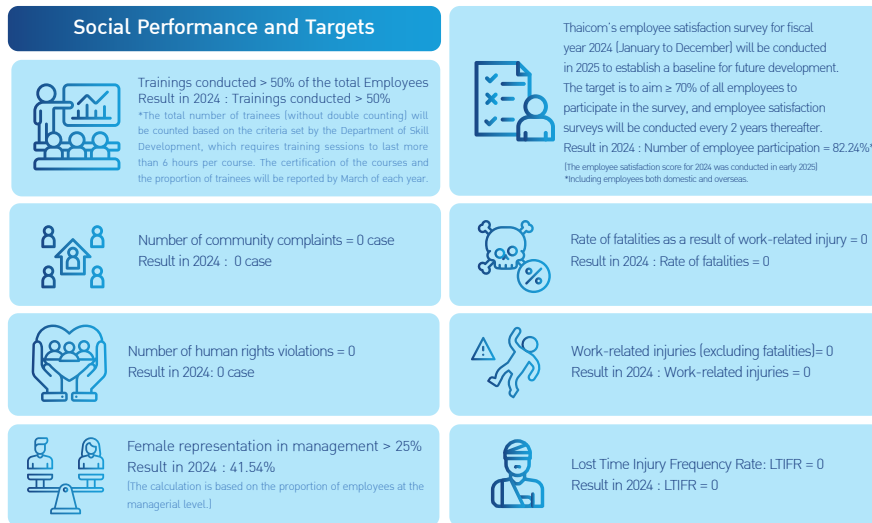 Social Performance and Targets
Trainings conducted > 50% of the total Employees
Result in 2024 : Trainings conducted > 50%
*The total number of trainees (without double counting) will
be counted based on the criteria set by the Department of Skill
Development, which requires training sessions to last more
than 6 hours per course. The certification of the courses and
the proportion of trainees will be reported by March of each year.
Number of community complaints = 0 case
Result in 2024 : 0 case
Number of human rights violations = 0
Result in 2024: 0 case
Female representation in management > 25%
Result in 2024 : 41.54%
(The calculation is based on the proportion of employees at the
managerial level.)
Thaicom's employee satisfaction survey for fiscal
year 2024 (January to December) will be conducted
in 2025 to establish a baseline for future development.
The target is to aim ≥ 70% of all employees to
participate in the survey, and employee satisfaction
surveys will be conducted every 2 years thereafter.
Result in 2024 : Number of employee participation = 82.24%*
(The employee satisfaction score for 2024 was conducted in early 2025)
*Including employees both domestic and overseas.
Rate of fatalities as a result of work-related injury = 0
Result in 2024 : Rate of fatalities = 0
Work-related injuries (excluding fatalities)= 0
Result in 2024 : Work-related injuries = 0
Lost Time Injury Frequency Rate: LTIFR = 0
Result in 2024 : LTIFR = 0